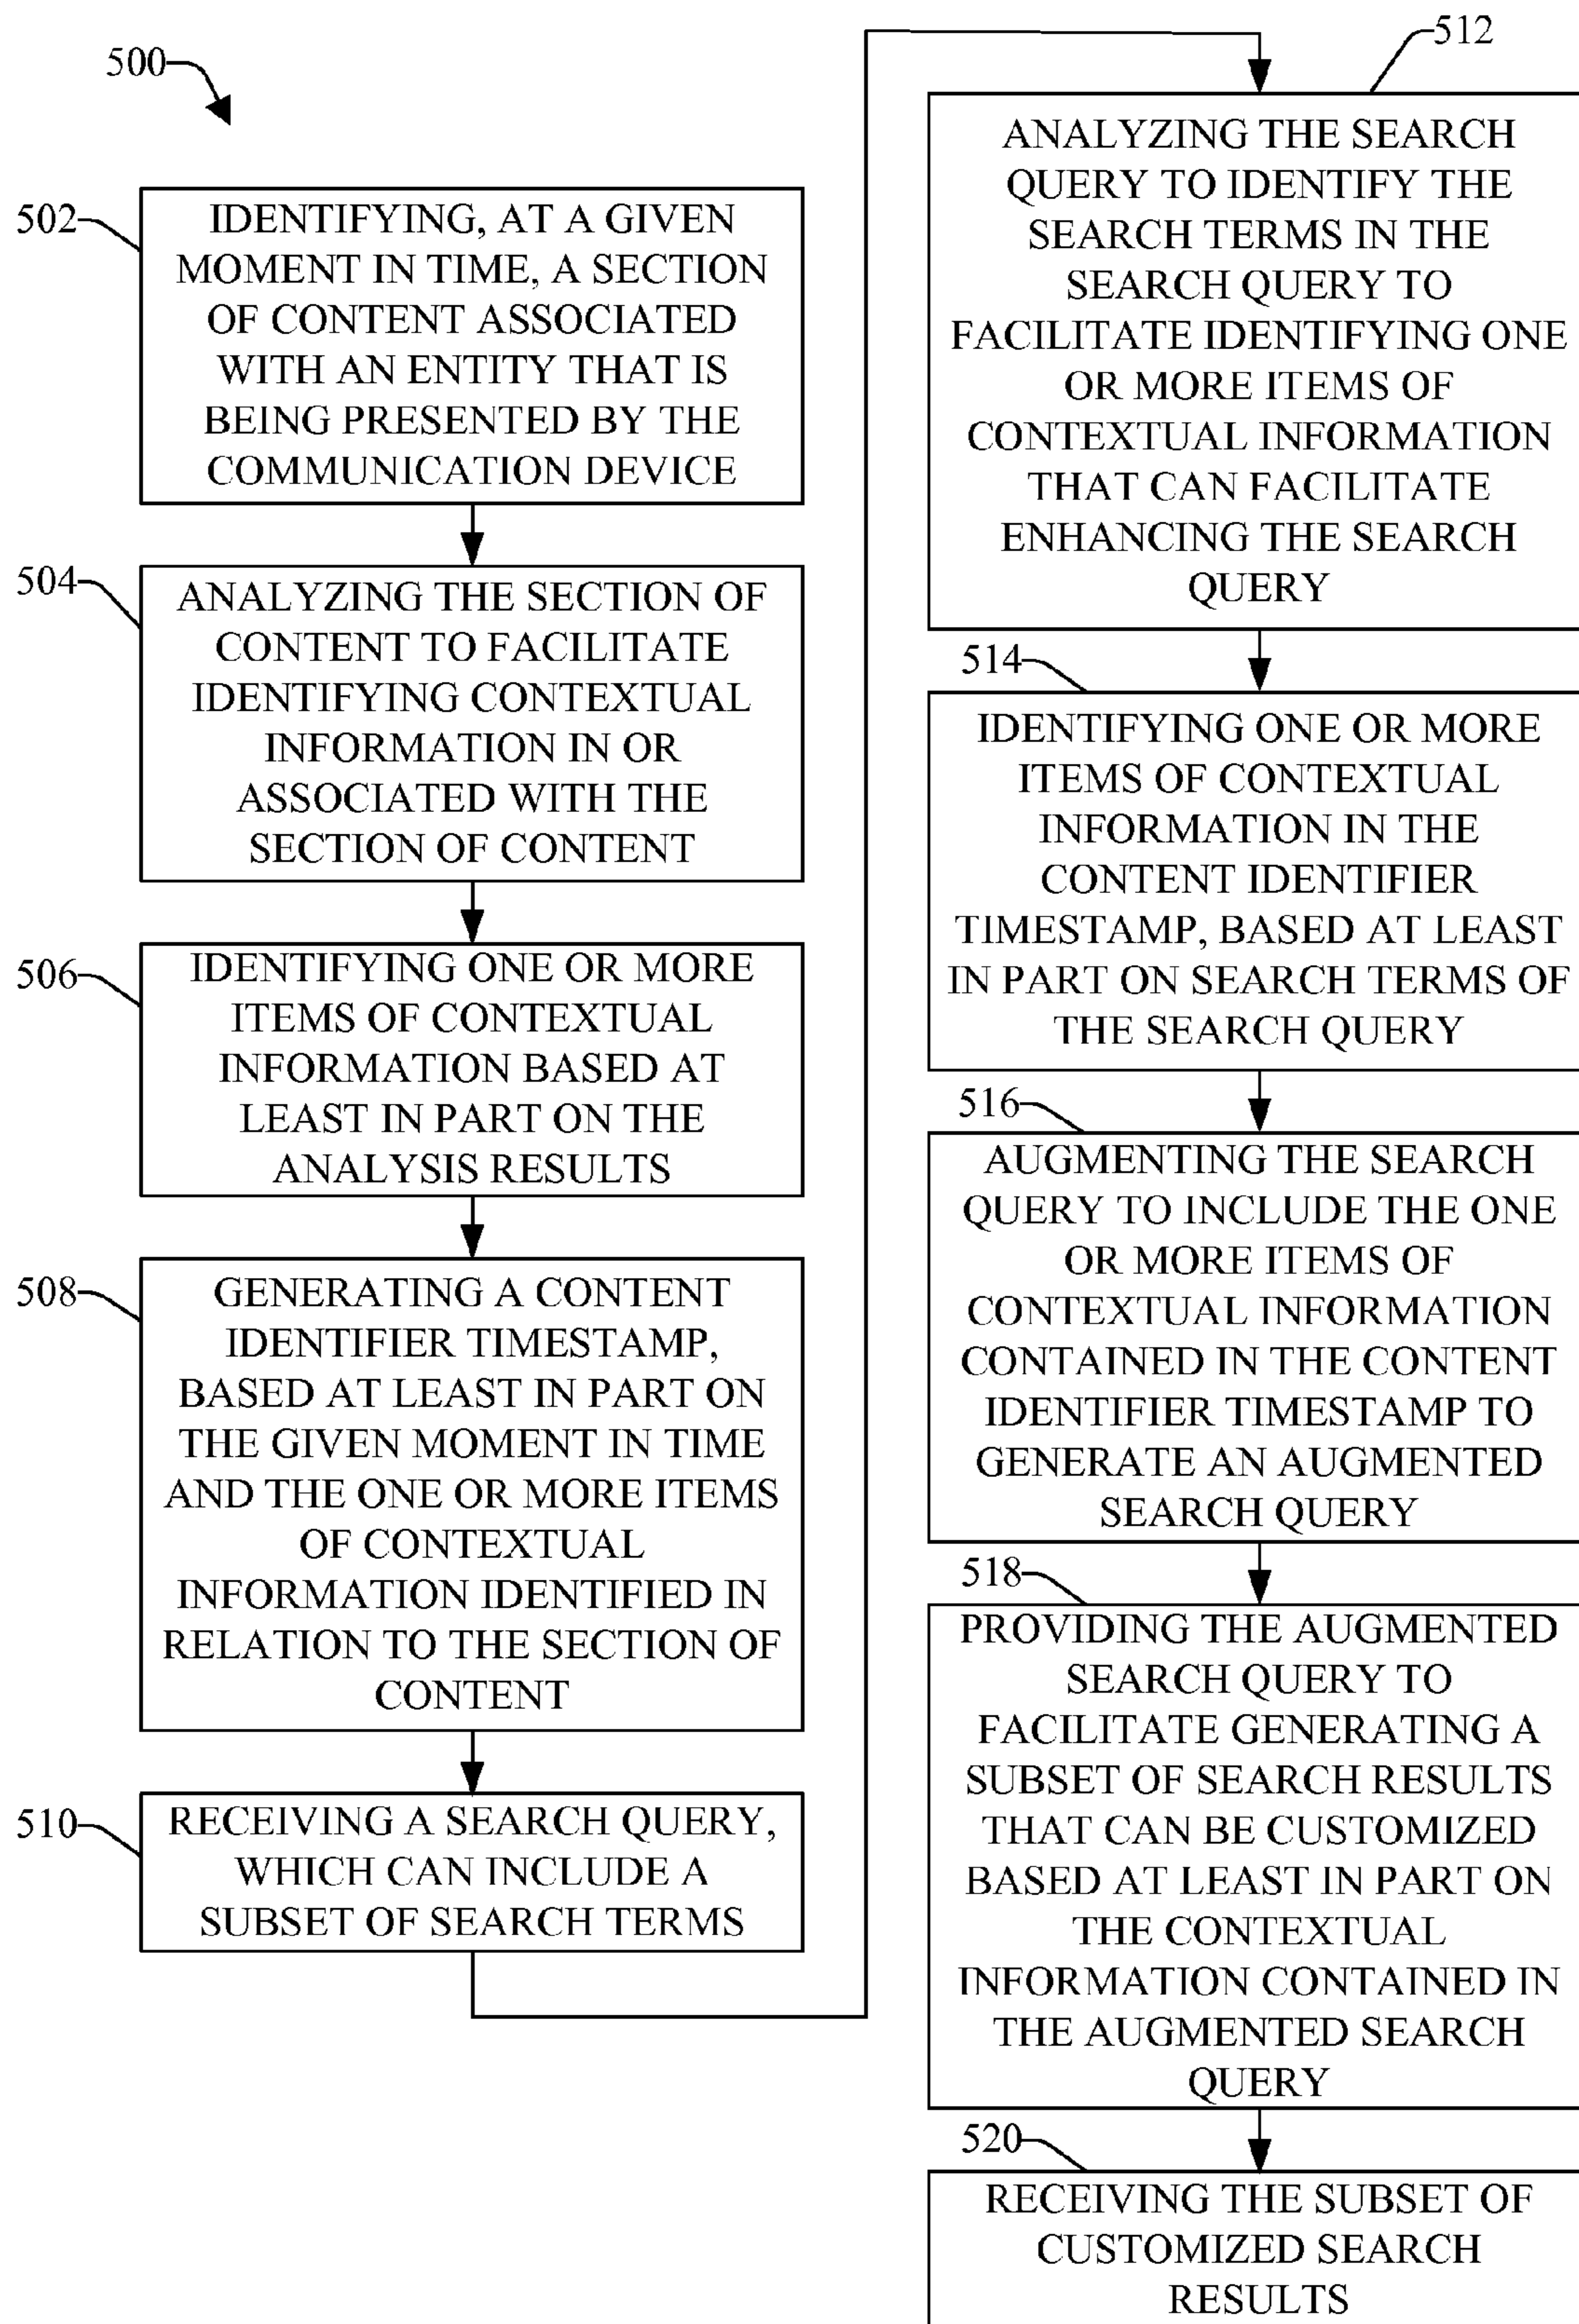 500
502
IDENTIFYING, AT A GIVEN
MOMENT IN TIME, A SECTION
OF CONTENT ASSOCIATED
WITH AN ENTITY THAT IS
BEING PRESENTED BY THE
COMMUNICATION DEVICE
504
ANALYZING THE SECTION OF
CONTENT TO FACILITATE
IDENTIFYING CONTEXTUAL
INFORMATION IN OR
ASSOCIATED WITH THE
SECTION OF CONTENT
506
IDENTIFYING ONE OR MORE
ITEMS OF CONTEXTUAL
INFORMATION BASED AT
LEAST IN PART ON THE
ANALYSIS RESULTS
508
GENERATING A CONTENT
IDENTIFIER TIMESTAMP,
BASED AT LEAST IN PART ON
THE GIVEN MOMENT IN TIME
AND THE ONE OR MORE ITEMS
OF CONTEXTUAL
INFORMATION IDENTIFIED IN
RELATION TO THE SECTION OF
CONTENT
510
RECEIVING A SEARCH QUERY,
WHICH CAN INCLUDE A
SUBSET OF SEARCH TERMS
512
ANALYZING THE SEARCH
QUERY TO IDENTIFY THE
SEARCH TERMS IN THE
SEARCH QUERY TO
FACILITATE IDENTIFYING ONE
OR MORE ITEMS OF
CONTEXTUAL INFORMATION
THAT CAN FACILITATE
ENHANCING THE SEARCH
QUERY
514
IDENTIFYING ONE OR MORE
ITEMS OF CONTEXTUAL
INFORMATION IN THE
CONTENT IDENTIFIER
TIMESTAMP, BASED AT LEAST
IN PART ON SEARCH TERMS OF
THE SEARCH QUERY
516
AUGMENTING THE SEARCH
QUERY TO INCLUDE THE ONE
OR MORE ITEMS OF
CONTEXTUAL INFORMATION
CONTAINED IN THE CONTENT
IDENTIFIER TIMESTAMP TO
GENERATE AN AUGMENTED
SEARCH QUERY
518
PROVIDING THE AUGMENTED
SEARCH QUERY TO
FACILITATE GENERATING A
SUBSET OF SEARCH RESULTS
THAT CAN BE CUSTOMIZED
BASED AT LEAST IN PART ON
THE CONTEXTUAL
INFORMATION CONTAINED IN
THE AUGMENTED SEARCH
QUERY
520
RECEIVING THE SUBSET OF
CUSTOMIZED SEARCH
RESULTS